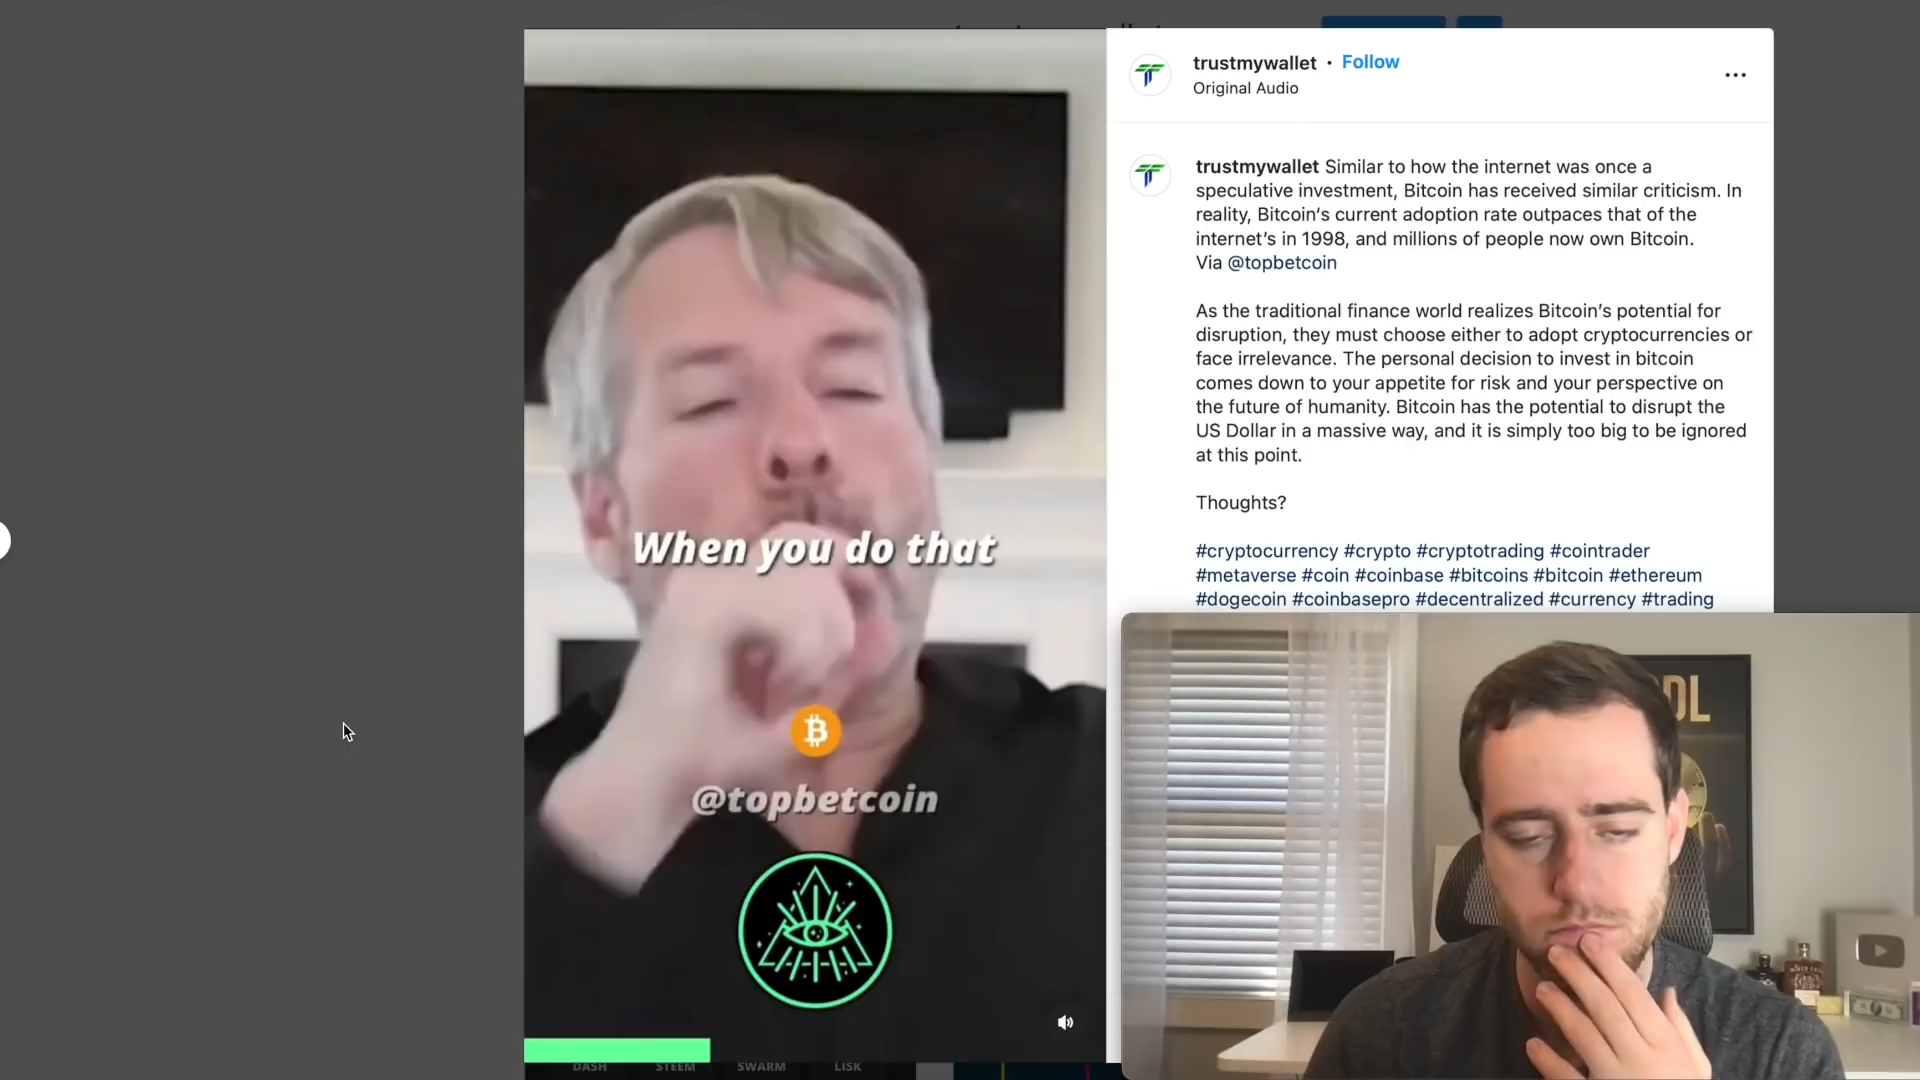 trustmywallet • Follow
Original Audio
trustmywallet Similar to how the internet was once a
speculative investment, Bitcoin has received similar criticism. In
reality, Bitcoin's current adoption rate outpaces that of the
internet's in 1998, and millions of people now own Bitcoin.
Via @topbetcoin
As the traditional finance world realizes Bitcoin's potential for
disruption, they must choose either to adopt cryptocurrencies or
face irrelevance. The personal decision to invest in bitcoin
comes down to your appetite for risk and your perspective on
the future of humanity. Bitcoin has the potential to disrupt the
US Dollar in a massive way, and it is simply too big to be ignored
at this point.
Thoughts?
#cryptocurrency #crypto #cryptotrading #cointrader
#metaverse #coin #coinbase #bitcoins #bitcoin #ethereum
#dogecoin #coinbasepro #decentralized #currency #trading
When you do that
@topbetcoin
DASH STEEM SWARM LISK
DL